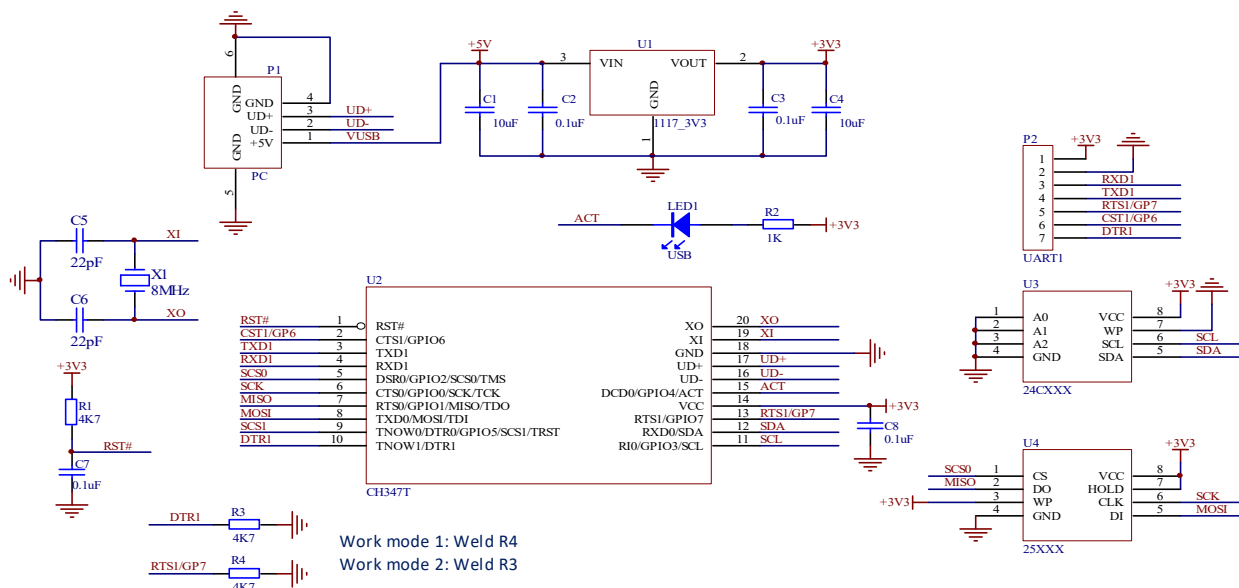 6
P1
GND
GND 4
UD+ 3 UD+
UD- 2 UD-
+5V 1 VUSB
GND
PC
5
+5V
U1
+3V3
3 VIN VOUT 2
GND
1117_3V3
1
C1
10uF
C2
0.1uF
C3
0.1uF
C4
10uF
ACT
LED1
USB
R2
1K
+3V3
P2
+3V3
1
2
3 RXD1
4 TXD1
5 RTS1/GP7
6 CST1/GP6
7 DTR1
UART1
C5
22pF
XI
X1
8MHz
C6
22pF
XO
U2
RST# 1 RST#
CST1/GP6 2 CTS1/GPIO6
TXD1 3 TXD1
RXD1 4 RXD1
SCS0 5 DSR0/GPIO2/SCS0/TMS
SCK 6 CTS0/GPIO0/SCK/TCK
MISO 7 RTS0/GPIO1/MISO/TDO
MOSI 8 TXD0/MOSI/TDI
SCS1 9 TNOW0/DTR0/GPIO5/SCS1/TRST
DTR1 10 TNOW1/DTR1
XO 20 XO
XI 19 XI
GND 18
UD+ 17 UD+
UD- 16 UD-
DCD0/GPIO4/ACT 15 ACT
VCC 14 +3V3
RTS1/GPIO7 13 RTS1/GP7
RXD0/SDA 12 SDA
RI0/GPIO3/SCL 11 SCL
CH347T
C8
0.1uF
U3
+3V3
1 A0 VCC 8
2 A1 WP 7
3 A2 SCL 6 SCL
4 GND SDA 5 SDA
24CXXX
+3V3
R1
4K7
RST#
C7
0.1uF
U4
+3V3
SCS0 1 CS VCC 8
MISO 2 DO HOLD 7
+3V3 3 WP CLK 6 SCK
4 GND DI 5 MOSI
25XXX
DTR1 R3
4K7
RTS1/GP7 R4
4K7
Work mode 1: Weld R4
Work mode 2: Weld R3